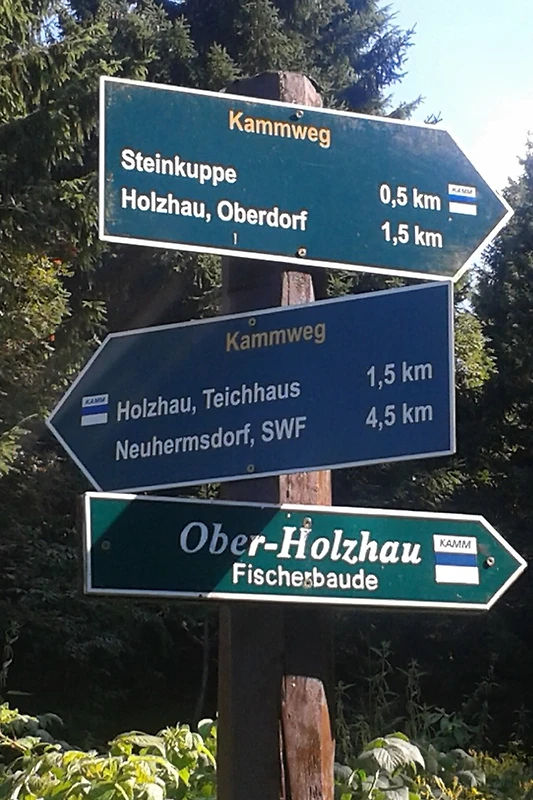 Kammweg
Steinkuppe 0,5 km KAMM
Holzhau, Oberdorf 1,5 km
Kammweg
KAMM Holzhau, Teichhaus 1,5 km
Neuhermsdorf, SWF 4,5 km
Ober-Holzhau KAMM
Fischerbaude